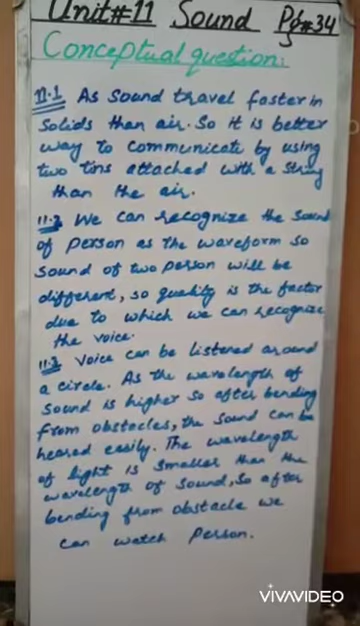 Unit#11 Sound Pg#34
Conceptual question:
11.1 As Sound travel faster in
Solids than air. So it is better
way to communicate by using
two tins attached with a string
than the air.
11.2 We can recognize the sound
of person as the waveform so
sound of two person will be
different, so quality is the factor
due to which we can recognize
the voice.
11.3 Voice can be listened around
a circle. As the wavelength of
sound is higher so after bending
from obstacles, the sound can be
heared easily. The wavelength
of light is smaller than the
wavelength of sound, so after
bending from obstacle we
can watch person.
VIVAVIDEO